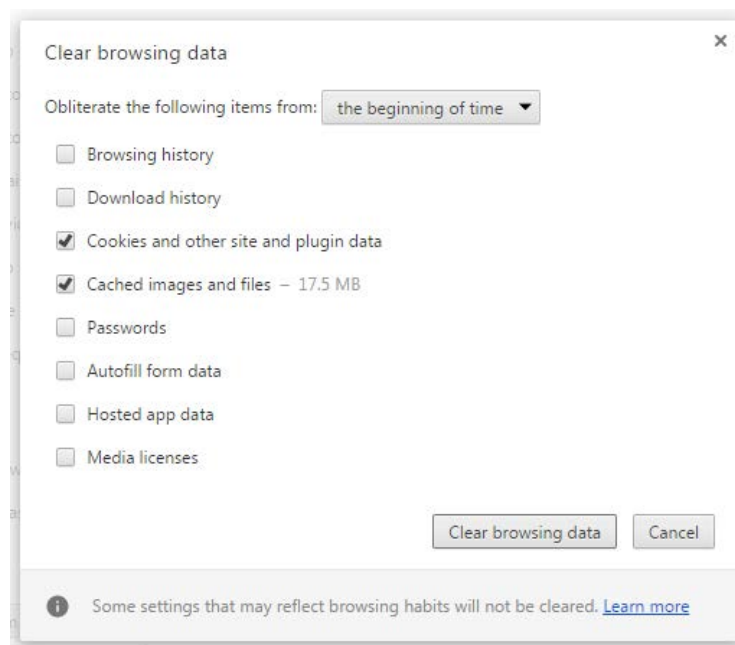 Clear browsing data
Obliterate the following items from: the beginning of time
Browsing history
Download history
Cookies and other site and plugin data
Cached images and files – 17.5 MB
Passwords
Autofill form data
Hosted app data
Media licenses
Clear browsing data Cancel
Some settings that may reflect browsing habits will not be cleared. Learn more